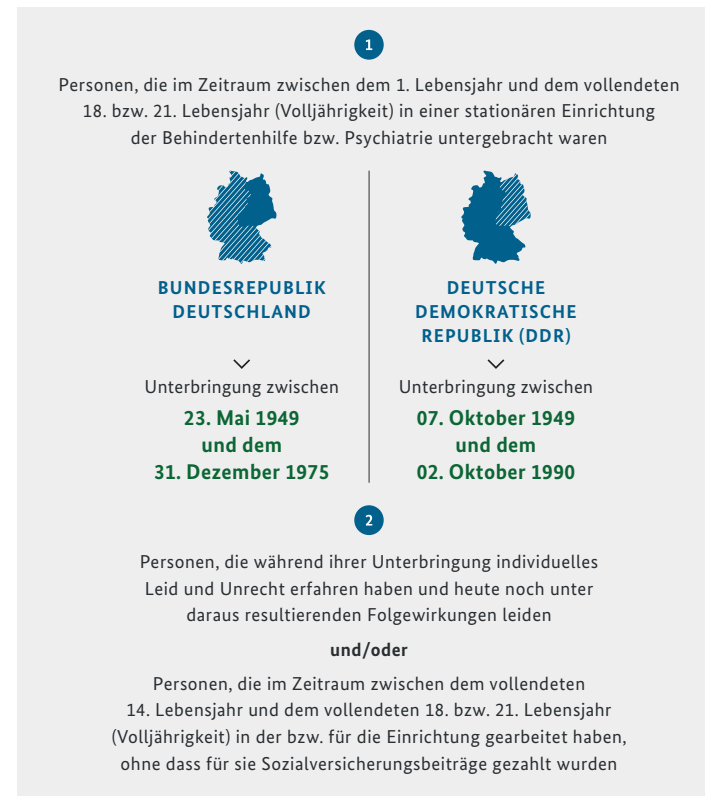 1
Personen, die im Zeitraum zwischen dem 1. Lebensjahr und dem vollendeten
18. bzw. 21. Lebensjahr (Volljährigkeit) in einer stationären Einrichtung
der Behindertenhilfe bzw. Psychiatrie untergebracht waren
BUNDESREPUBLIK
DEUTSCHLAND
Unterbringung zwischen
23. Mai 1949
und dem
31. Dezember 1975
DEUTSCHE
DEMOKRATISCHE
REPUBLIK (DDR)
Unterbringung zwischen
07. Oktober 1949
und dem
02. Oktober 1990
2
Personen, die während ihrer Unterbringung individuelles
Leid und Unrecht erfahren haben und heute noch unter
daraus resultierenden Folgewirkungen leiden
und/oder
Personen, die im Zeitraum zwischen dem vollendeten
14. Lebensjahr und dem vollendeten 18. bzw. 21. Lebensjahr
(Volljährigkeit) in der bzw. für die Einrichtung gearbeitet haben,
ohne dass für sie Sozialversicherungsbeiträge gezahlt wurden